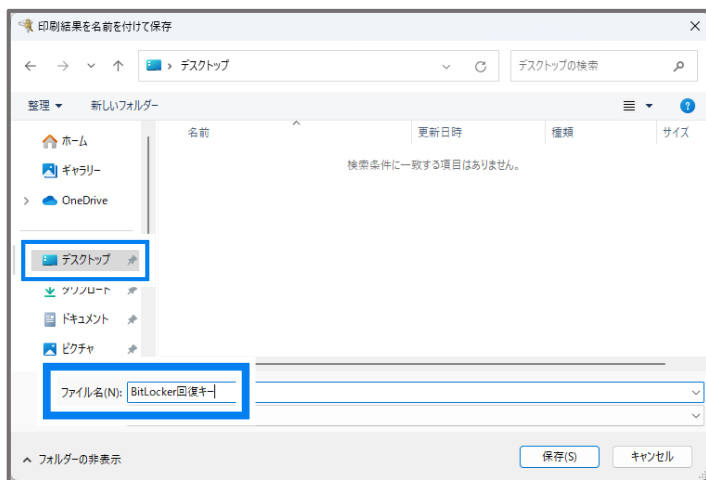 印刷結果を名前を付けて保存
デスクトップ
デスクトップの検索
整理 新しいフォルダー
名前 更新日時 種類 サイズ
検索条件に一致する項目はありません。
ホーム
ギャラリー
OneDrive
デスクトップ
ダウンロード
ドキュメント
ピクチャ
ファイル名(N): BitLocker回復キー
フォルダーの非表示
保存(S) キャンセル